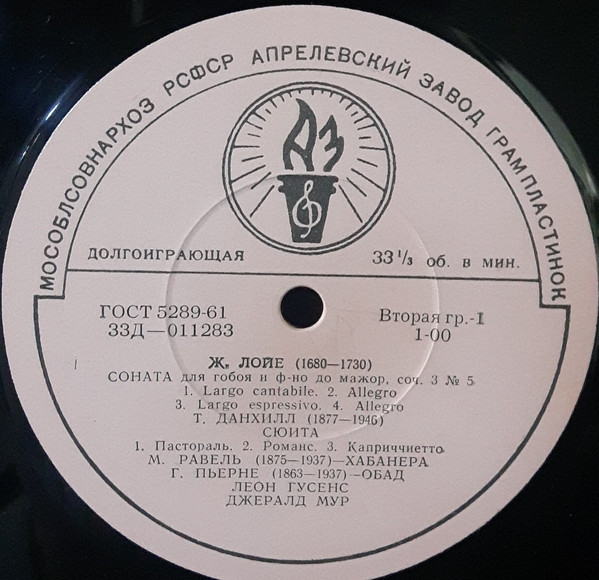 МОСОБЛСОВНАРХОЗ РСФСР АПРЕЛЕВСКИЙ ЗАВОД ГРАМПЛАСТИНОК
АЗ
ДОЛГОИГРАЮЩАЯ
33 1/3 об. в мин.
ГОСТ 5289-61
33Д—011283
Вторая гр.-I
1-00
Ж. ЛОЙЕ (1680—1730)
СОНАТА для гобоя и ф-но до мажор, соч. 3 № 5
1. Largo cantabile. 2. Allegro
3. Largo espressivo. 4. Allegro
Т. ДАНХИЛЛ (1877—1946)
СЮИТА
1. Пастораль. 2. Романс. 3. Каприччиетто
М. РАВЕЛЬ (1875—1937)—ХАБАНЕРА
Г. ПЬЕРНЕ (1863—1937)—ОБАД
ЛЕОН ГУСЕНС
ДЖЕРАЛД МУР